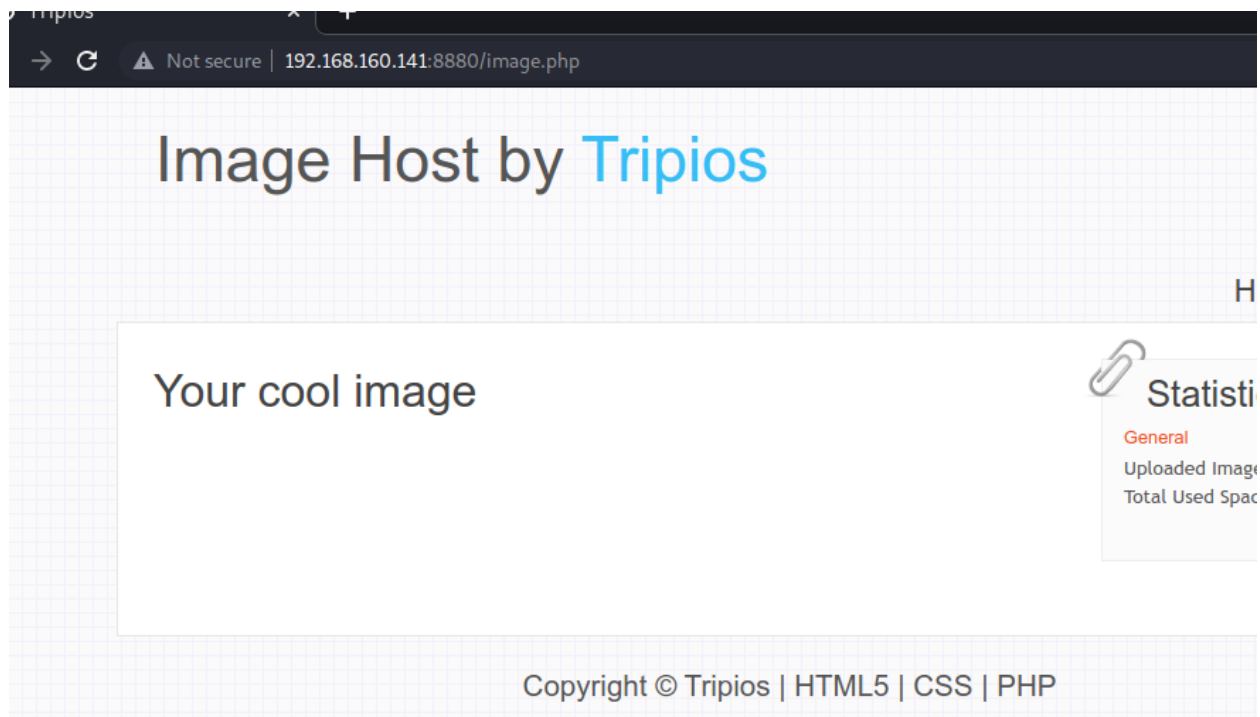 Tripios
Not secure | 192.168.160.141:8880/image.php
Image Host by Tripios
H
Your cool image
Statisti
General
Uploaded Image
Total Used Spac
Copyright © Tripios | HTML5 | CSS | PHP